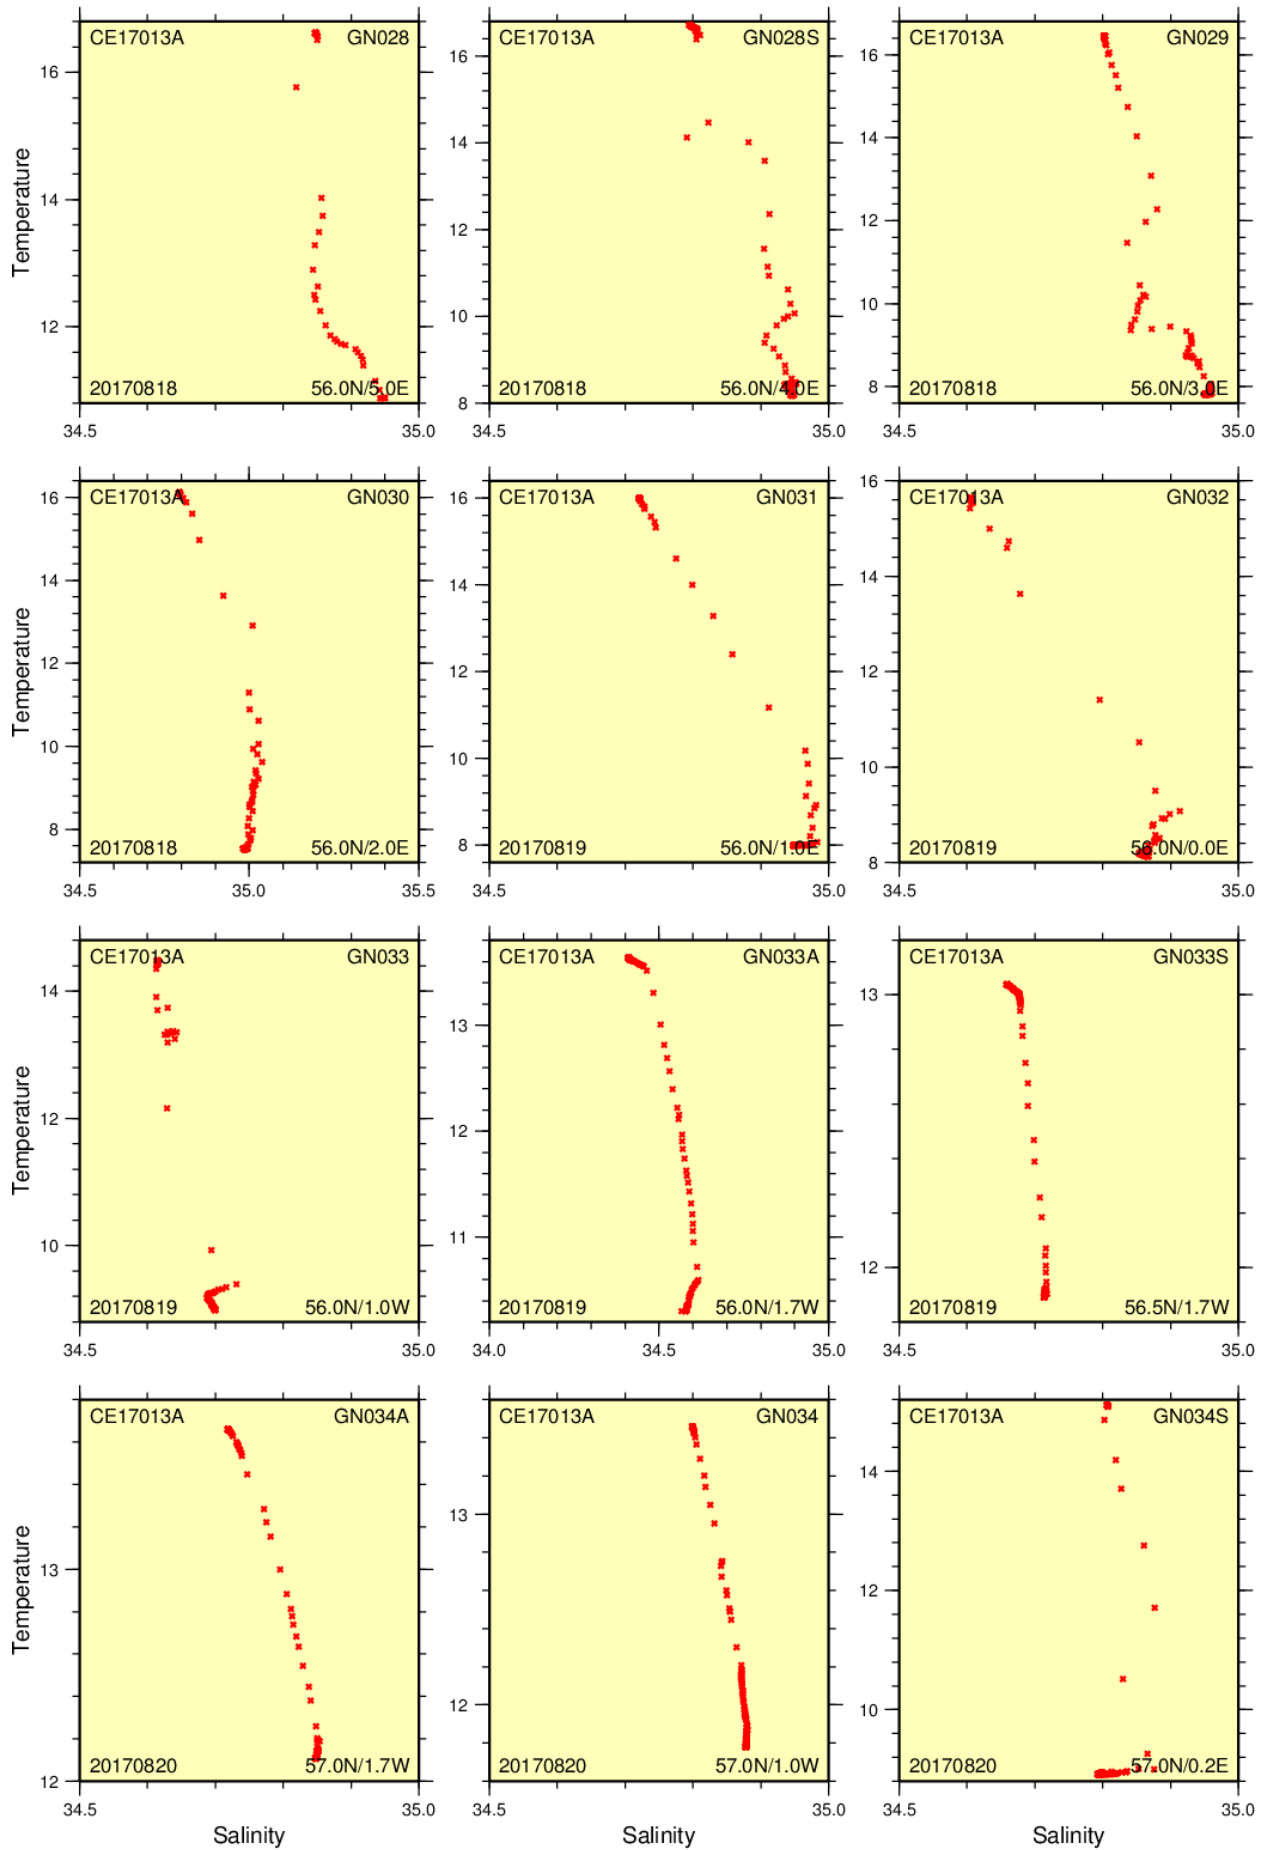 CE17013A GN028
16
14
12
Temperature
20170818 56.0N/5.0E
34.5 35.0
CE17013A GN028S
16
14
12
10
8
20170818 56.0N/4.0E
34.5 35.0
CE17013A GN029
16
14
12
10
8
20170818 56.0N/3.0E
34.5 35.0
CE17013A GN030
16
14
12
10
8
Temperature
20170818 56.0N/2.0E
34.5 35.0 35.5
CE17013A GN031
16
14
12
10
8
20170819 56.0N/1.0E
34.5 35.0
CE17013A GN032
16
14
12
10
8
20170819 56.0N/0.0E
34.5 35.0
CE17013A GN033
14
12
10
Temperature
20170819 56.0N/1.0W
34.5 35.0
CE17013A GN033A
13
12
11
20170819 56.0N/1.7W
34.0 34.5 35.0
CE17013A GN033S
13
12
20170819 56.5N/1.7W
34.5 35.0
CE17013A GN034A
13
12
Temperature
20170820 57.0N/1.7W
34.5 35.0
Salinity
CE17013A GN034
13
12
20170820 57.0N/1.0W
34.5 35.0
Salinity
CE17013A GN034S
14
12
10
20170820 57.0N/0.2E
34.5 35.0
Salinity